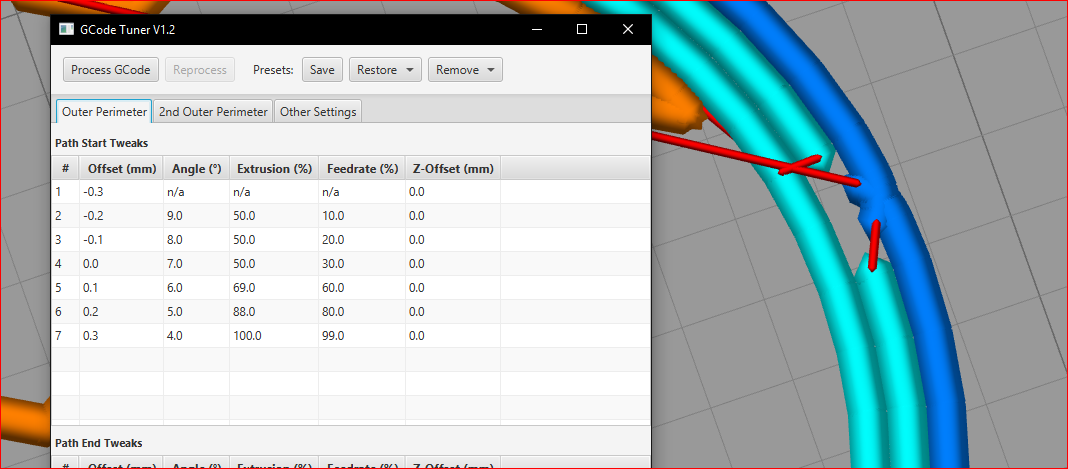 GCode Tuner V1.2
Process GCode Reprocess Presets: Save Restore Remove
Outer Perimeter 2nd Outer Perimeter Other Settings
Path Start Tweaks
# Offset (mm) Angle (°) Extrusion (%) Feedrate (%) Z-Offset (mm)
1 -0.3 n/a n/a n/a 0.0
2 -0.2 9.0 50.0 10.0 0.0
3 -0.1 8.0 50.0 20.0 0.0
4 0.0 7.0 50.0 30.0 0.0
5 0.1 6.0 69.0 60.0 0.0
6 0.2 5.0 88.0 80.0 0.0
7 0.3 4.0 100.0 99.0 0.0
Path End Tweaks
# Offset (mm) Angle (°) Extrusion (%) Feedrate (%) Z-Offset (mm)